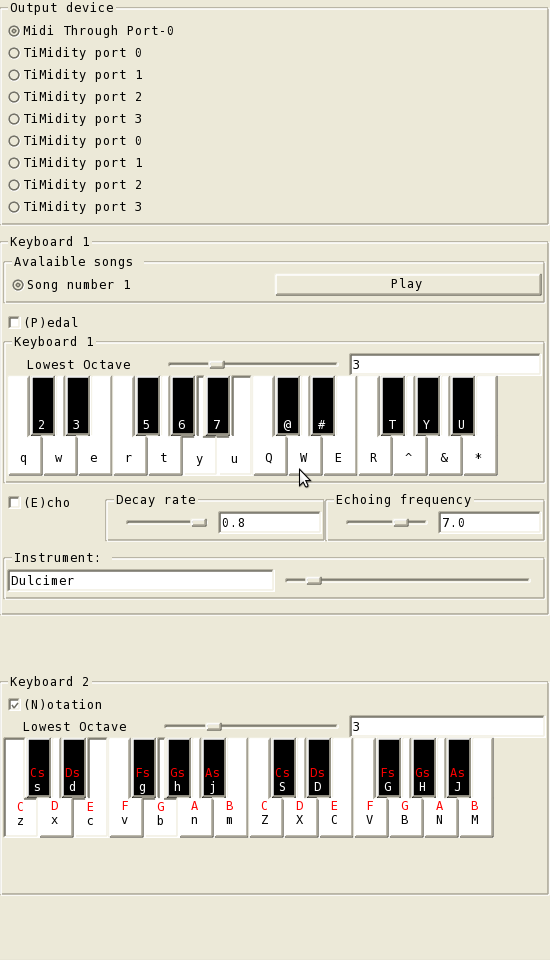 Output device
Midi Through Port-0
TiMidity port 0
TiMidity port 1
TiMidity port 2
TiMidity port 3
TiMidity port 0
TiMidity port 1
TiMidity port 2
TiMidity port 3
Keyboard 1
Avalaible songs
Song number 1 Play
(P)edal
Keyboard 1
Lowest Octave 3
2 3 5 6 7 @ # T Y U
q w e r t y u Q W E R ^ & *
(E)cho Decay rate 0.8 Echoing frequency 7.0
Instrument:
Dulcimer
Keyboard 2
(N)otation
Lowest Octave 3
Cs Ds Fs Gs As Cs Ds Fs Gs As
s d g h j S D G H J
C D E F G A B C D E F G A B
z x c v b n m Z X C V B N M